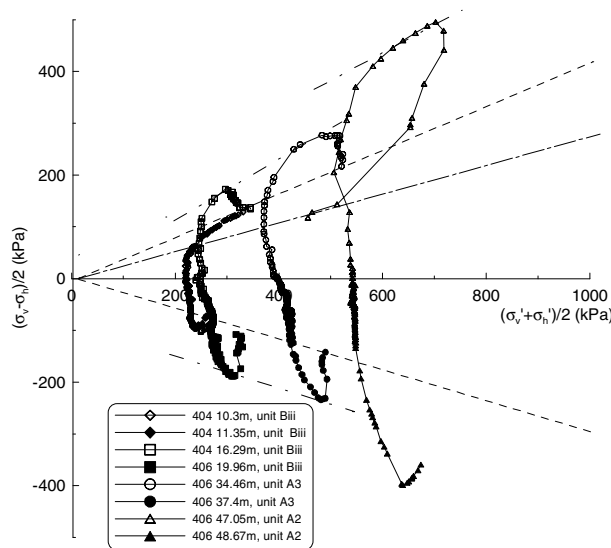 400
200
0
-200
-400
(σv-σh)/2 (kPa)
0
200
400
600
800
1000
(σv'+σh')/2 (kPa)
404 10.3m, unit Biii
404 11.35m, unit Biii
404 16.29m, unit Biii
406 19.96m, unit Biii
406 34.46m, unit A3
406 37.4m, unit A3
406 47.05m, unit A2
406 48.67m, unit A2